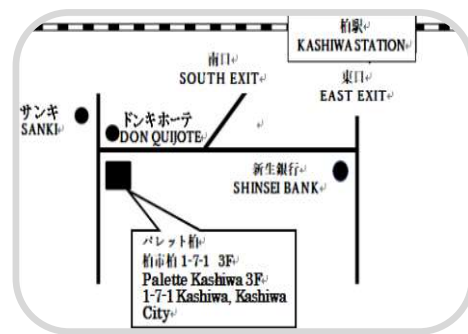 柏駅
KASHIWA STATION
南口
SOUTH EXIT
東口
EAST EXIT
サンキ
SANKI
ドンキホーテ
DON QUIJOTE
新生銀行
SHINSEI BANK
パレット柏
柏市柏 1-7-1 3F
Palette Kashiwa 3F
1-7-1 Kashiwa, Kashiwa
City